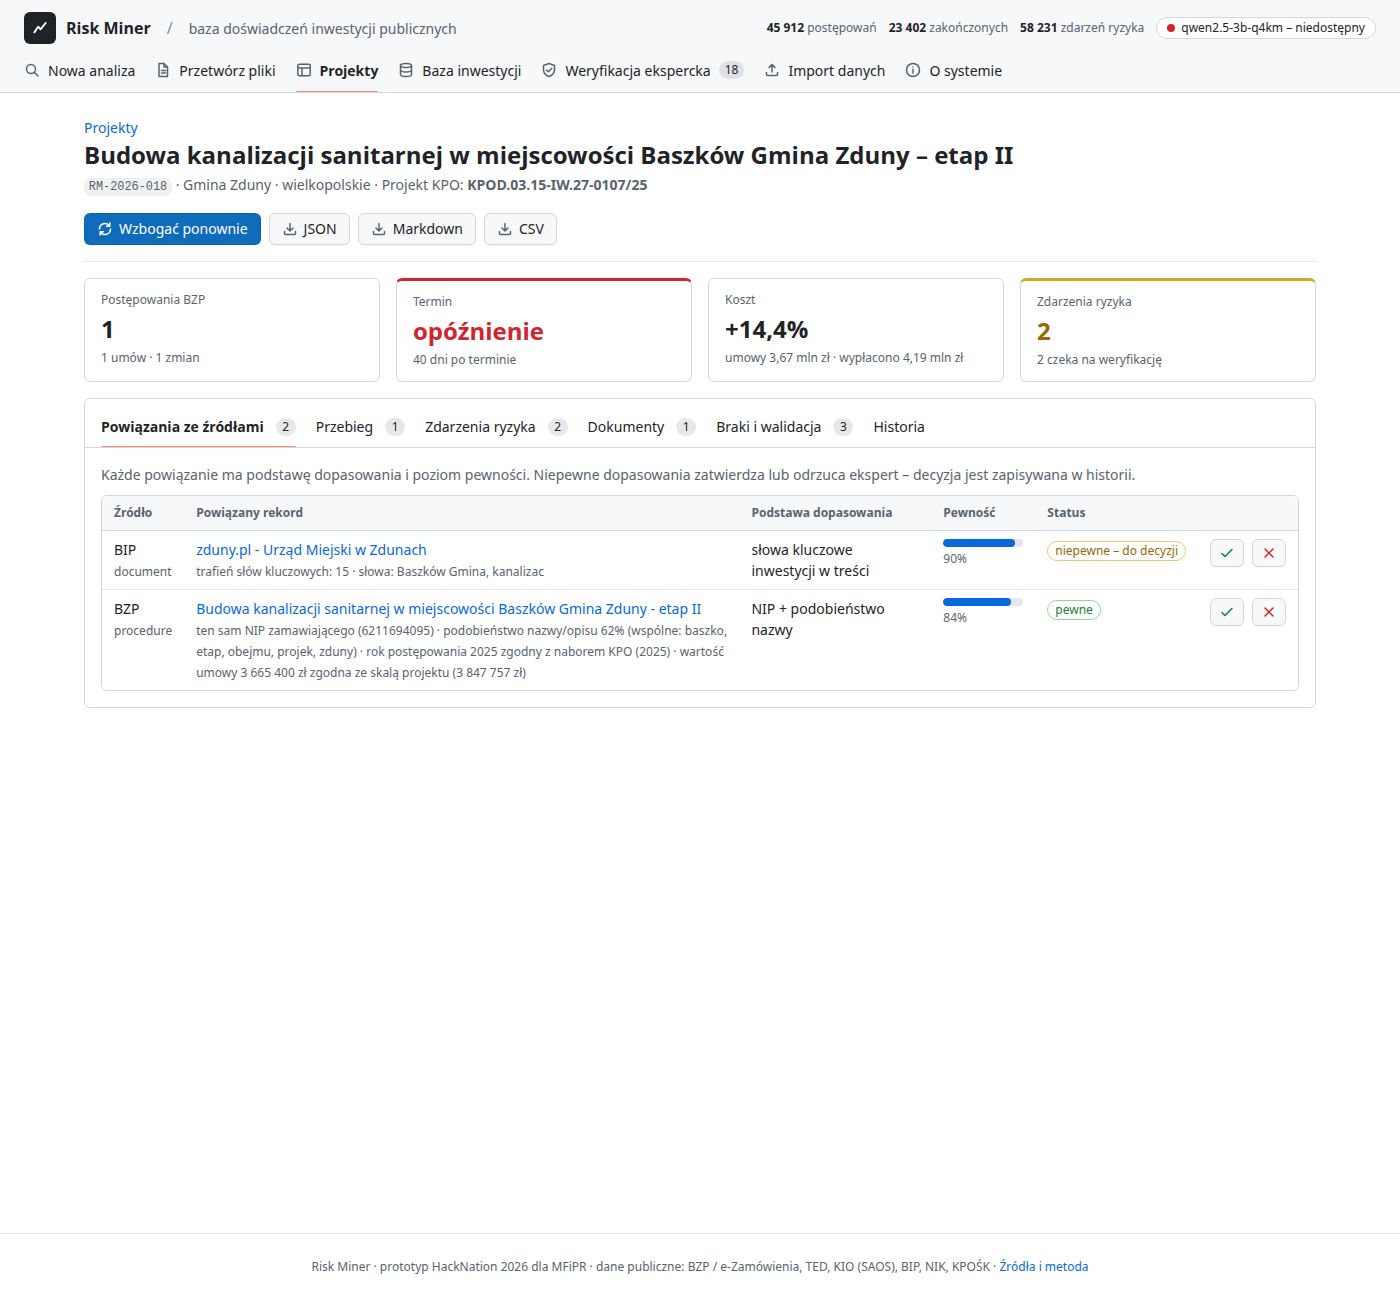 Risk Miner / baza doświadczeń inwestycji publicznych
45 912 postępowań 23 402 zakończonych 58 231 zdarzeń ryzyka qwen2.5-3b-q4km – niedostępny
Nowa analiza Przetwórz pliki Projekty Baza inwestycji Weryfikacja ekspercka 18 Import danych O systemie
Projekty
Budowa kanalizacji sanitarnej w miejscowości Baszków Gmina Zduny – etap II
RM-2026-018 · Gmina Zduny · wielkopolskie · Projekt KPO: KPOD.03.15-IW.27-0107/25
Wzbogać ponownie JSON Markdown CSV
Postępowania BZP
1
1 umów · 1 zmian
Termin
opóźnienie
40 dni po terminie
Koszt
+14,4%
umowy 3,67 mln zł · wypłacono 4,19 mln zł
Zdarzenia ryzyka
2
2 czeka na weryfikację
Powiązania ze źródłami 2 Przebieg 1 Zdarzenia ryzyka 2 Dokumenty 1 Braki i walidacja 3 Historia
Każde powiązanie ma podstawę dopasowania i poziom pewności. Niepewne dopasowania zatwierdza lub odrzuca ekspert – decyzja jest zapisywana w historii.
Źródło Powiązany rekord Podstawa dopasowania Pewność Status
BIP
document
zduny.pl - Urząd Miejski w Zdunach
trafień słów kluczowych: 15 · słowa: Baszków Gmina, kanalizac
słowa kluczowe
inwestycji w treści
90%
niepewne – do decyzji
BZP
procedure
Budowa kanalizacji sanitarnej w miejscowości Baszków Gmina Zduny - etap II
ten sam NIP zamawiającego (6211694095) · podobieństwo nazwy/opisu 62% (wspólne: baszko,
etap, obejmu, projek, zduny) · rok postępowania 2025 zgodny z naborem KPO (2025) · wartość
umowy 3 665 400 zł zgodna ze skalą projektu (3 847 757 zł)
NIP + podobieństwo
nazwy
84%
pewne
Risk Miner · prototyp HackNation 2026 dla MFiPR · dane publiczne: BZP / e-Zamówienia, TED, KIO (SAOS), BIP, NIK, KPOŚK · Źródła i metoda